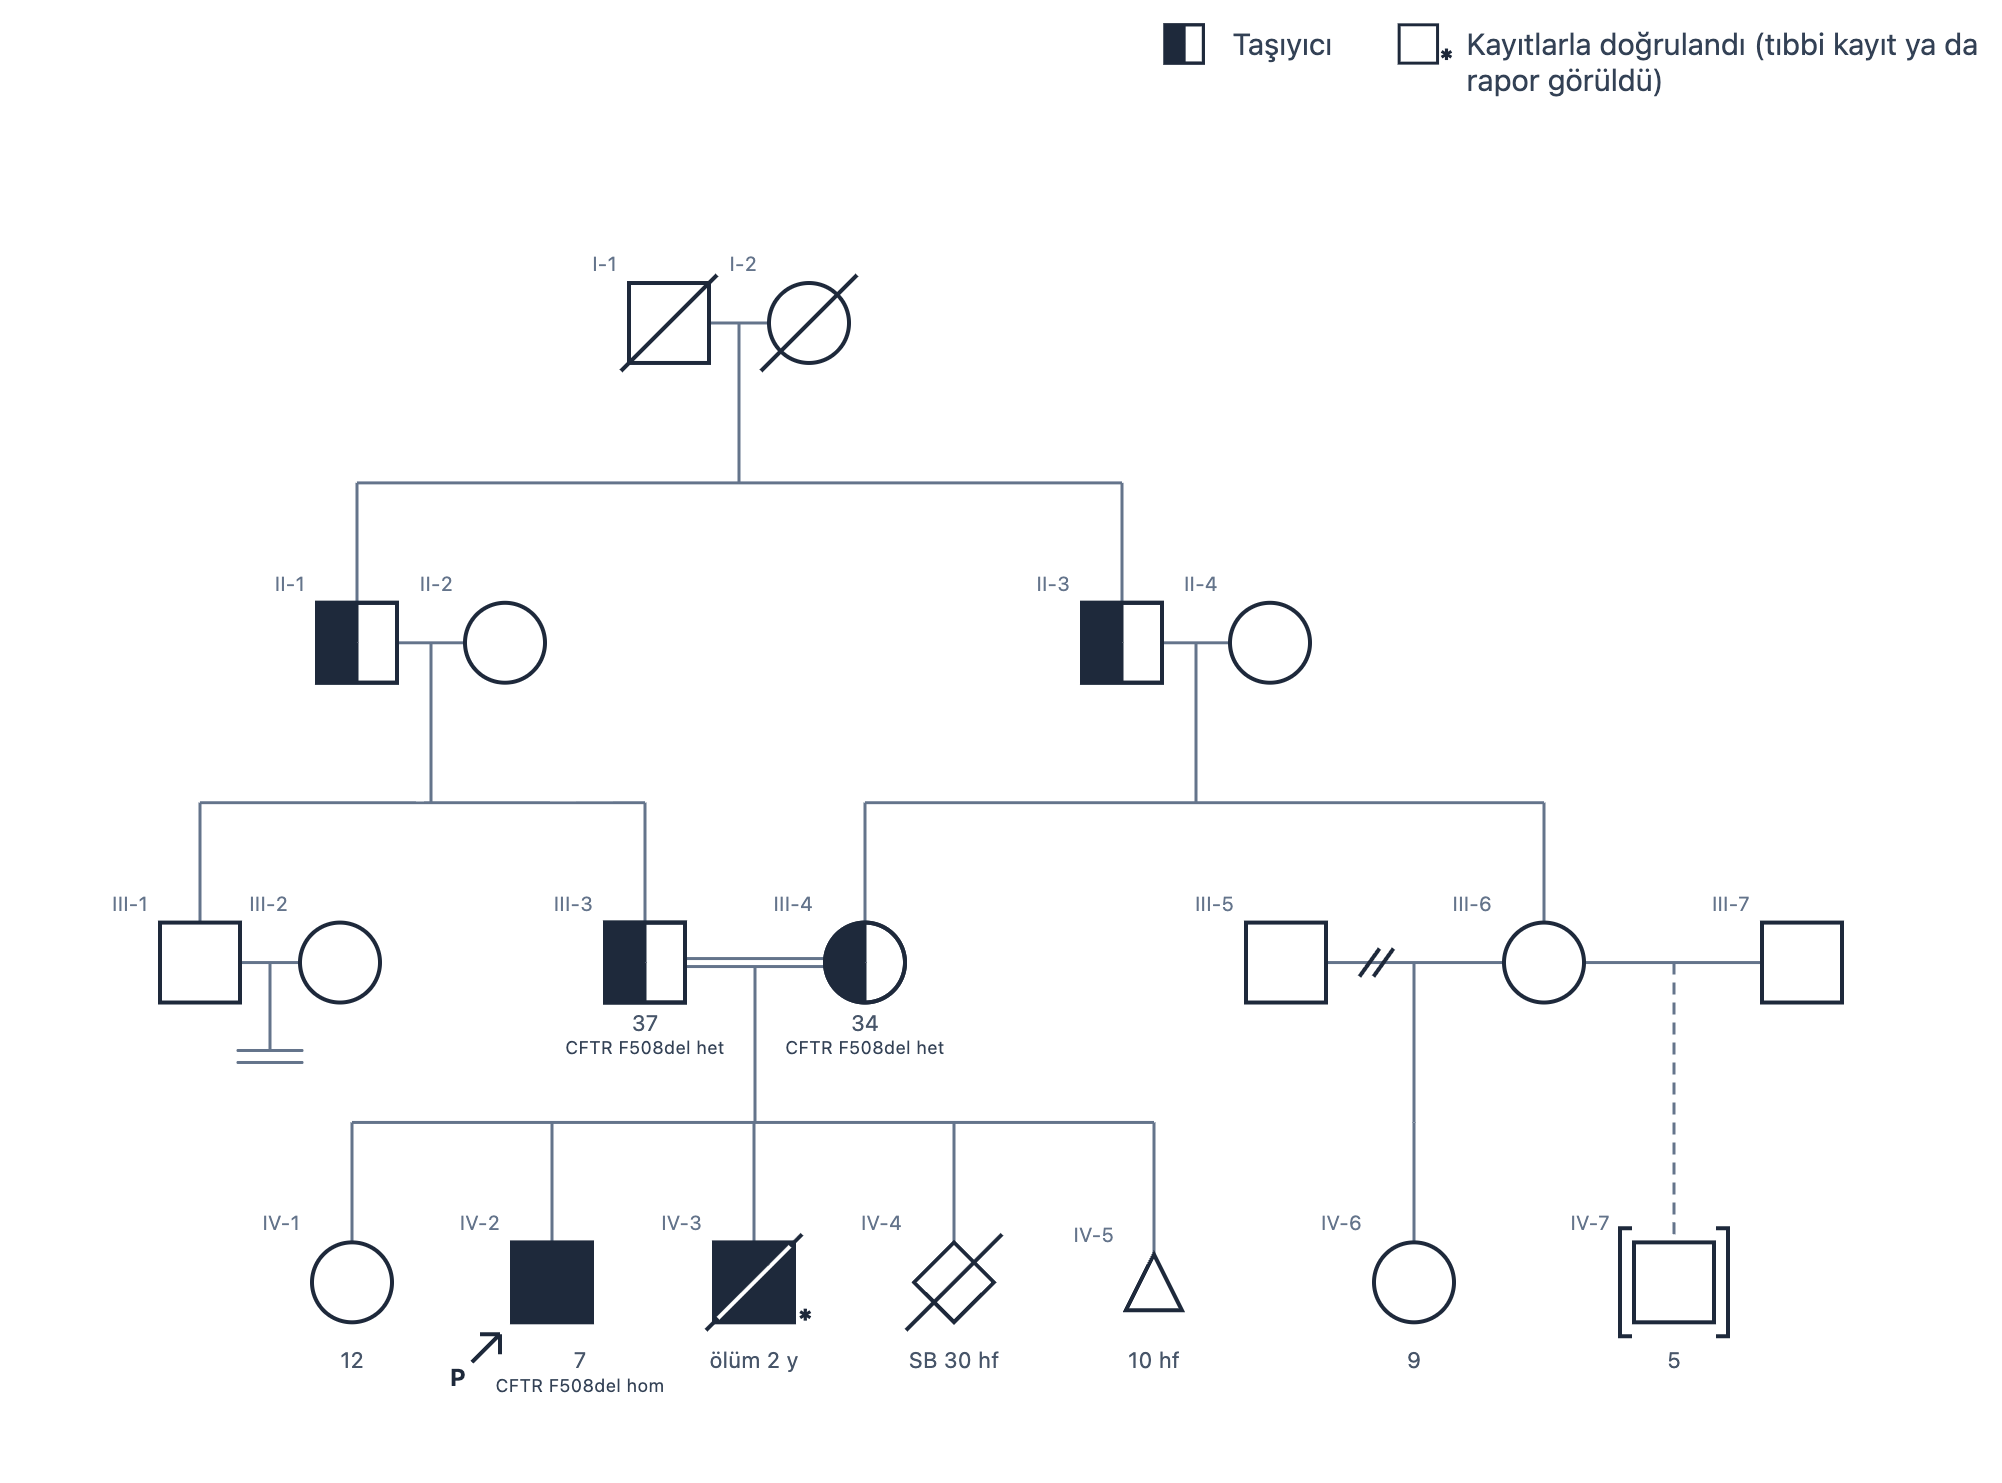 Taşıyıcı
Kayıtlarla doğrulandı (tıbbi kayıt ya da
rapor görüldü)
*
I-1
I-2
II-1
II-2
II-3
II-4
III-1
III-2
III-3
III-4
III-5
III-6
III-7
37
34
CFTR F508del het
CFTR F508del het
IV-1
IV-2
IV-3
IV-4
IV-5
IV-6
IV-7
*
P
12
7
ölüm 2 y
SB 30 hf
10 hf
9
5
CFTR F508del hom